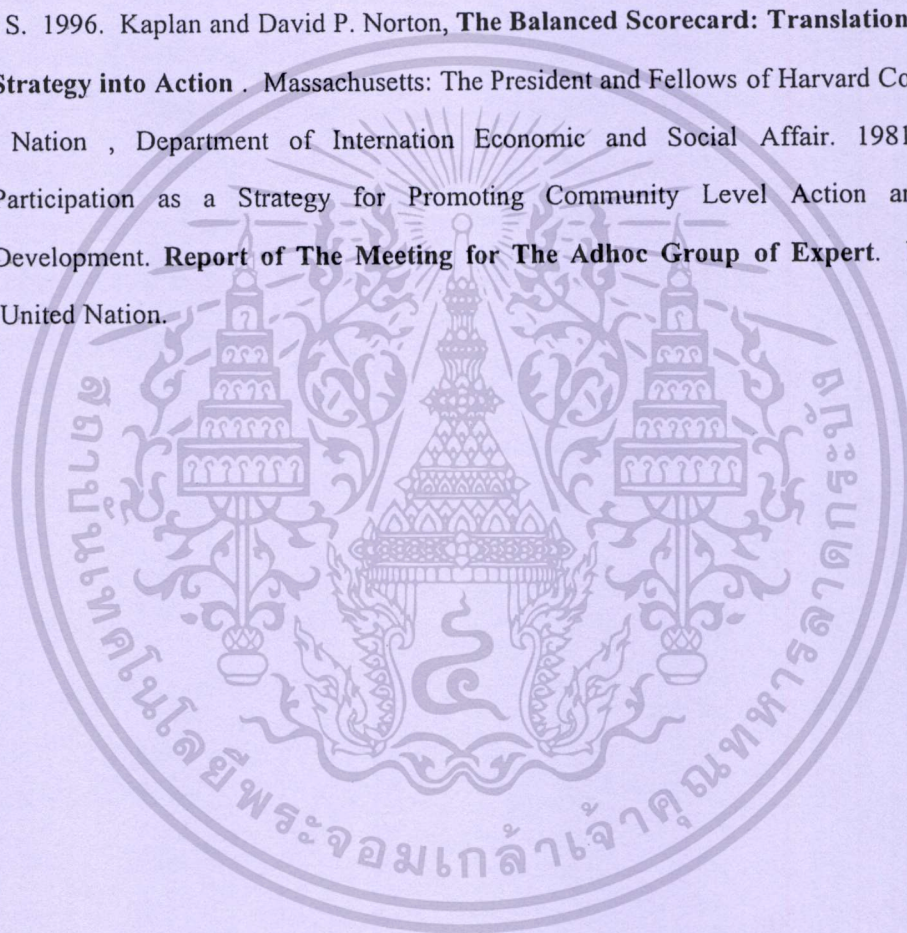 S. 1996. Kaplan and David P. Norton, The Balanced Scorecard: Translation
Strategy into Action . Massachusetts: The President and Fellows of Harvard Co
Nation , Department of Internation Economic and Social Affair. 1981
Participation as a Strategy for Promoting Community Level Action an
Development. Report of The Meeting for The Adhoc Group of Expert.
United Nation.
สถาบันเทคโนโลยีพระจอมเกล้าเจ้าคุณทหารลาดกระบัง
๔